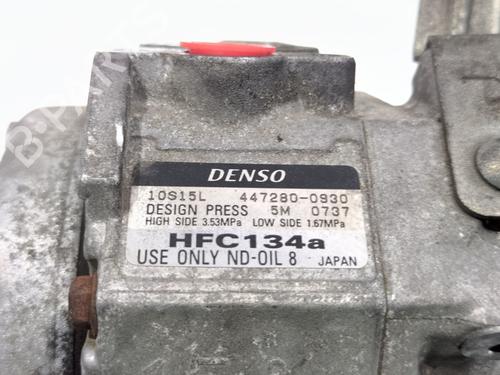 DENSO
10S15L 447280-0930
DESIGN PRESS 5M 0737
HIGH SIDE 3.53MPa LOW SIDE 1.67MPa
HFC134a
USE ONLY ND-OIL 8 JAPAN
B-PARTS